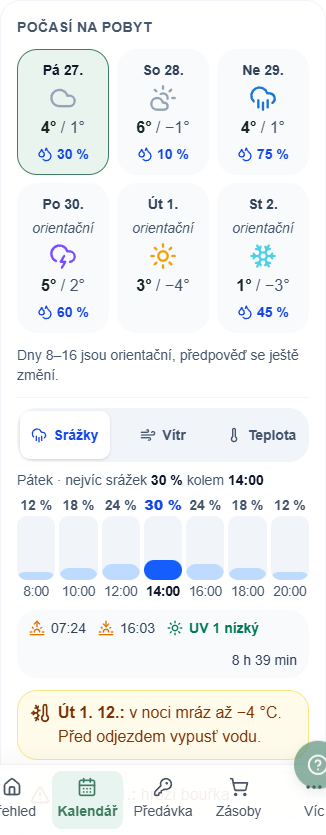 POČASÍ NA POBYT
Pá 27. So 28. Ne 29.
4° / 1° 6° / −1° 4° / 1°
30 % 10 % 75 %
Po 30. Út 1. St 2.
orientační orientační orientační
5° / 2° 3° / −4° 1° / −3°
60 % 45 %
Dny 8–16 jsou orientační, předpověď se ještě
změní.
Srážky Vítr Teplota
Pátek · nejvíc srážek 30 % kolem 14:00
12 % 18 % 24 % 30 % 24 % 18 % 12 %
8:00 10:00 12:00 14:00 16:00 18:00 20:00
07:24 16:03 UV 1 nízký
8 h 39 min
Út 1. 12.: v noci mráz až −4 °C.
Před odjezdem vypusť vodu.
.: hrozí bouřka
řehled Kalendář Předávka Zásoby Víc